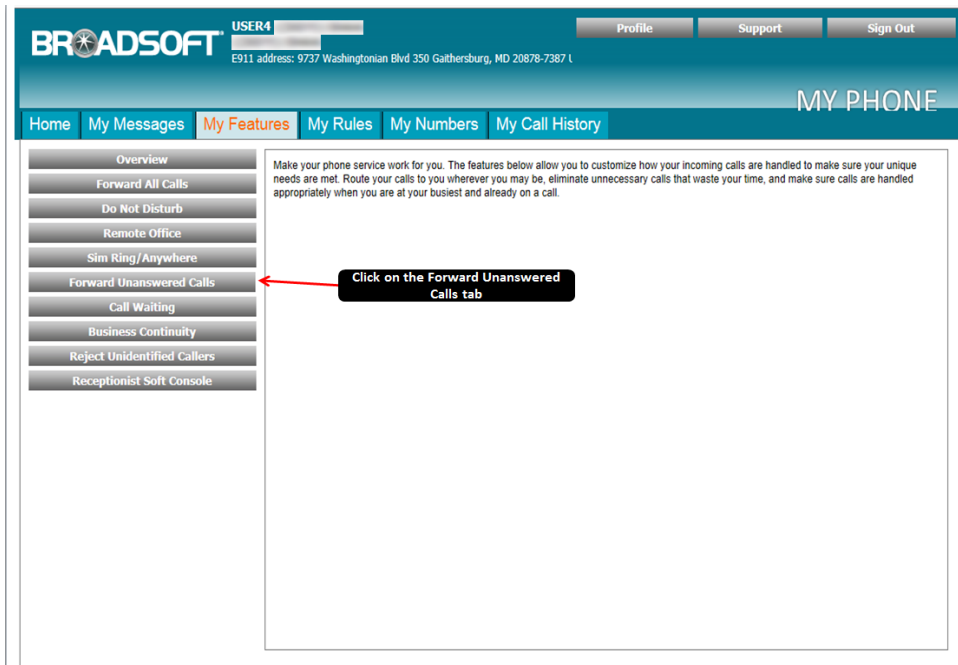 BROADSOFT
USER4
E911 address: 9737 Washingtonian Blvd 350 Gaithersburg, MD 20878-7387 U
Profile
Support
Sign Out
MY PHONE
Home
My Messages
My Features
My Rules
My Numbers
My Call History
Overview
Forward All Calls
Do Not Disturb
Remote Office
Sim Ring/Anywhere
Forward Unanswered Calls
Call Waiting
Business Continuity
Reject Unidentified Callers
Receptionist Soft Console
Make your phone service work for you. The features below allow you to customize how your incoming calls are handled to make sure your unique
needs are met. Route your calls to you wherever you may be, eliminate unnecessary calls that waste your time, and make sure calls are handled
appropriately when you are at your busiest and already on a call.
Click on the Forward Unanswered
Calls tab